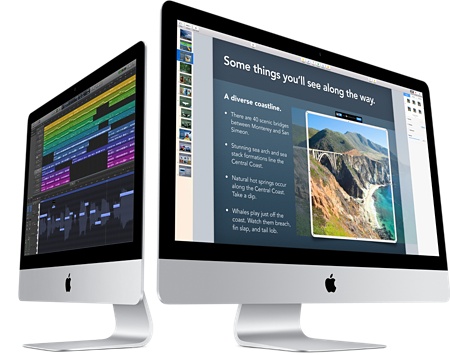 Some things you'll see along the way.
A diverse coastline.
• There are 40 scenic bridges
between Monterey and San
Simeon.
• Stunning sea arch and sea
stack formations line the
Central Coast.
• Natural hot springs occur
along the Central Coast.
Take a dip.
• Whales play just off the
coast. Watch them breach,
fin slap, and tail lob.